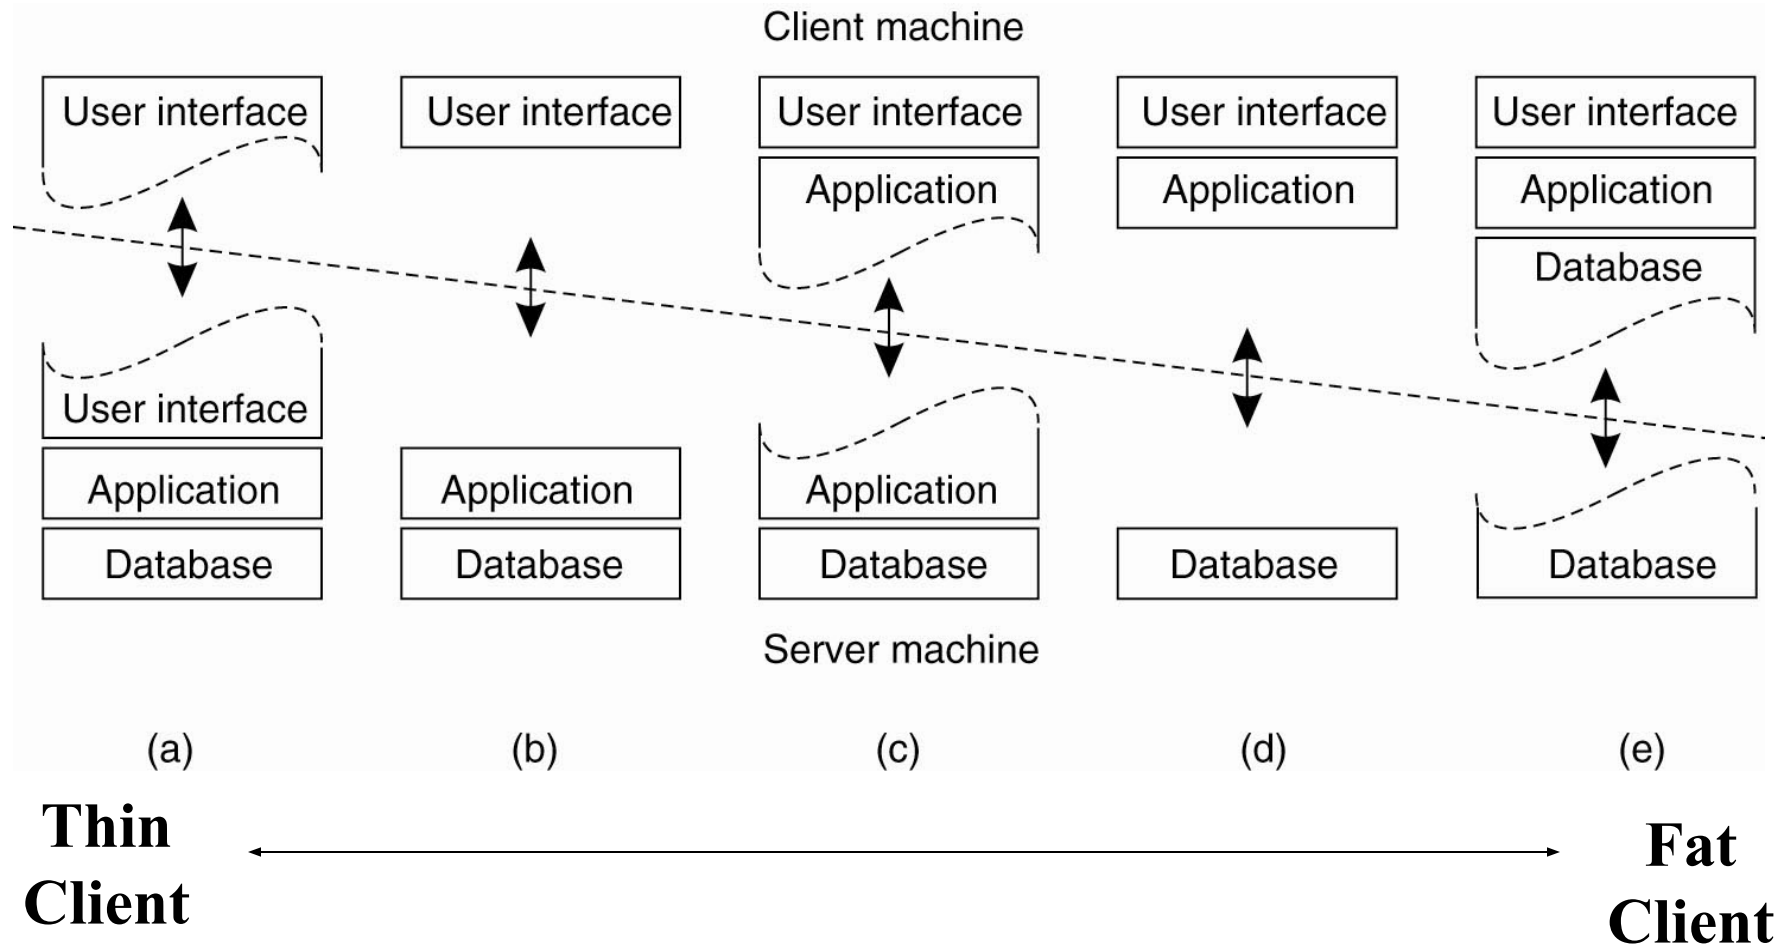 Client machine
User interface User interface User interface User interface User interface
Application Application Application
Database
User interface
Application Application Application
Database Database Database Database Database
Server machine
(a) (b) (c) (d) (e)
Thin Client
Fat Client